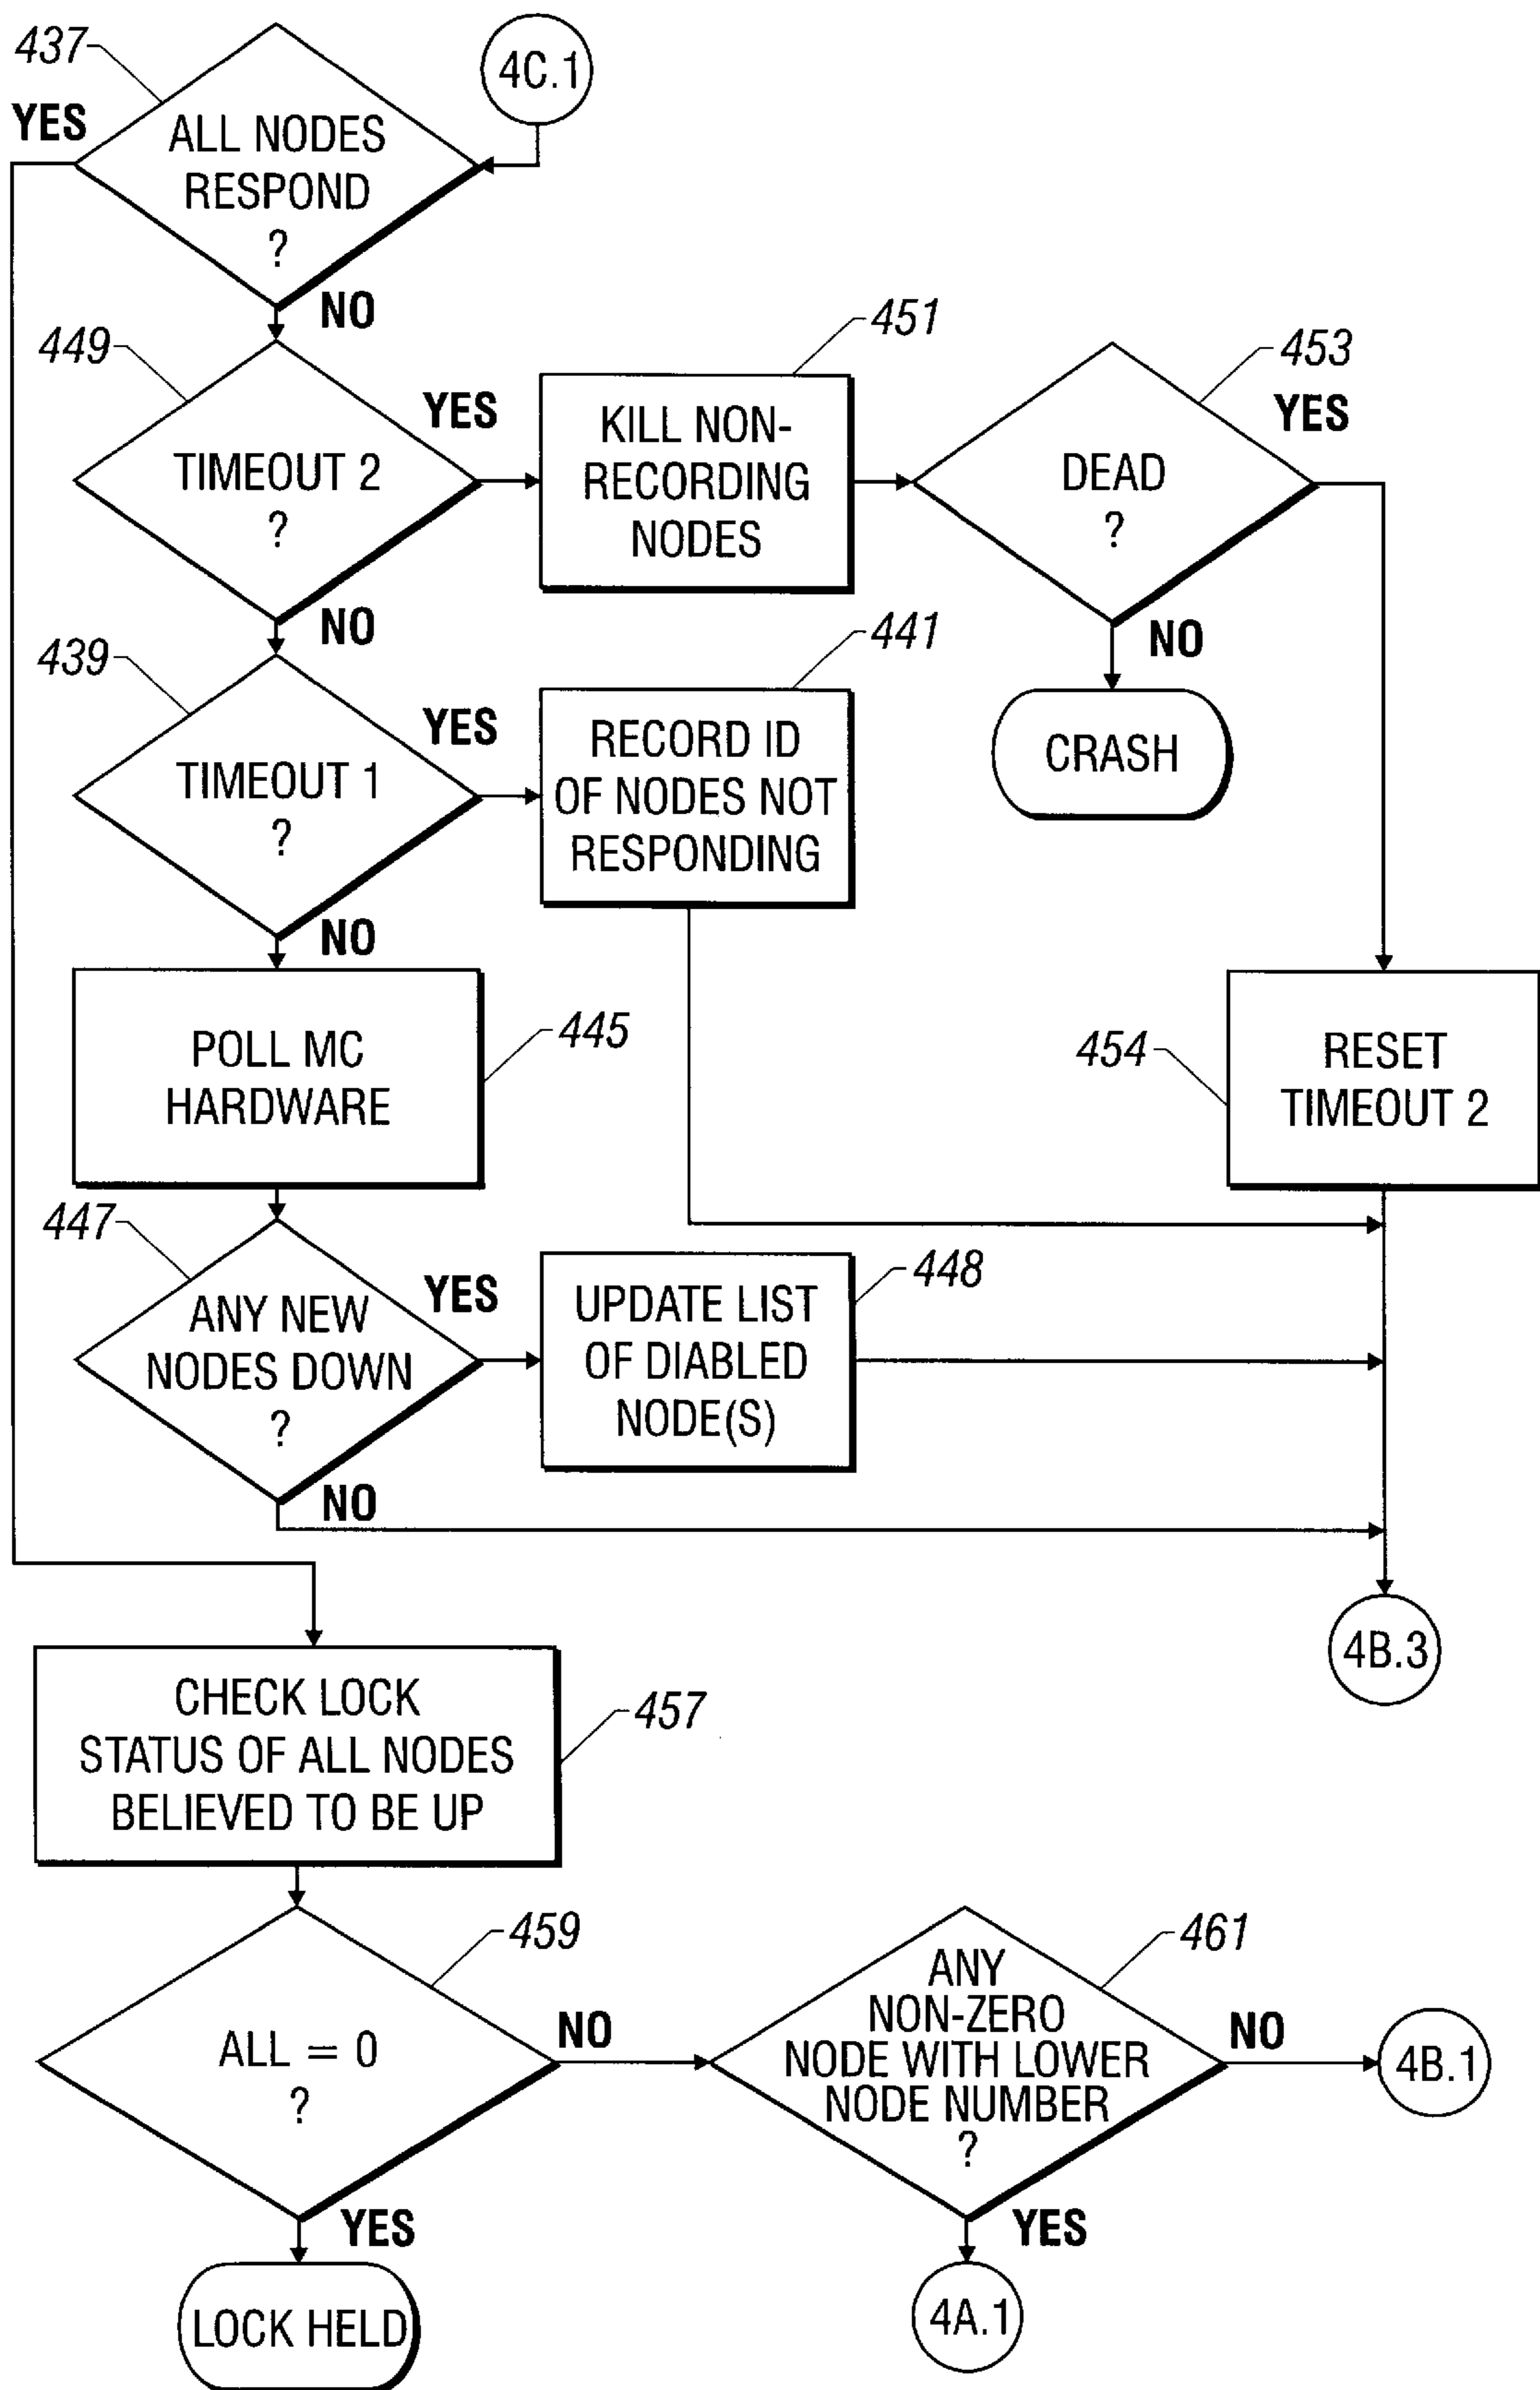 437
4C.1
YES
ALL NODES
RESPOND
?
NO
449
451
453
YES
YES
TIMEOUT 2
?
KILL NON-
RECORDING
NODES
DEAD
?
NO
NO
439
441
YES
TIMEOUT 1
?
RECORD ID
OF NODES NOT
RESPONDING
CRASH
NO
POLL MC
HARDWARE
445
454
RESET
TIMEOUT 2
447
YES
448
ANY NEW
NODES DOWN
?
UPDATE LIST
OF DIABLED
NODE(S)
NO
4B.3
CHECK LOCK
STATUS OF ALL NODES
BELIEVED TO BE UP
457
459
461
ALL = 0
?
NO
ANY
NON-ZERO
NODE WITH LOWER
NODE NUMBER
?
NO
4B.1
YES
YES
LOCK HELD
4A.1